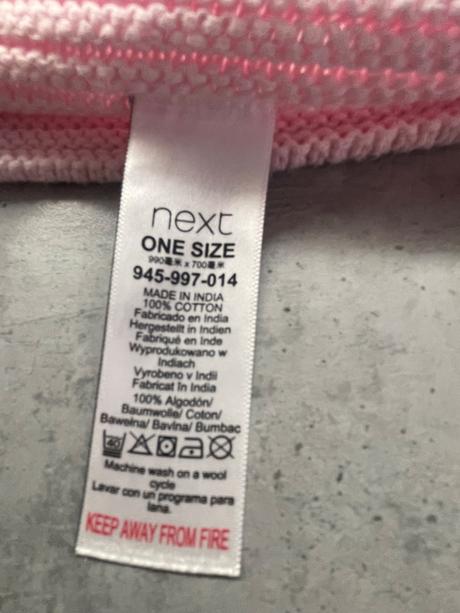 next
ONE SIZE
990毫米 x 700毫米
945-997-014
MADE IN INDIA
100% COTTON
Fabricado en India
Hergestellt in Indien
Fabriqué en Inde
Wyprodukowano w
Indiach
Vyrobeno v Indii
Fabricat în India
100% Algodón/
Baumwolle/ Coton/
Bawełna/ Bavlna/ Bumbac
40
Machine wash on a wool
cycle
Lavar con un programa para
lana.
KEEP AWAY FROM FIRE